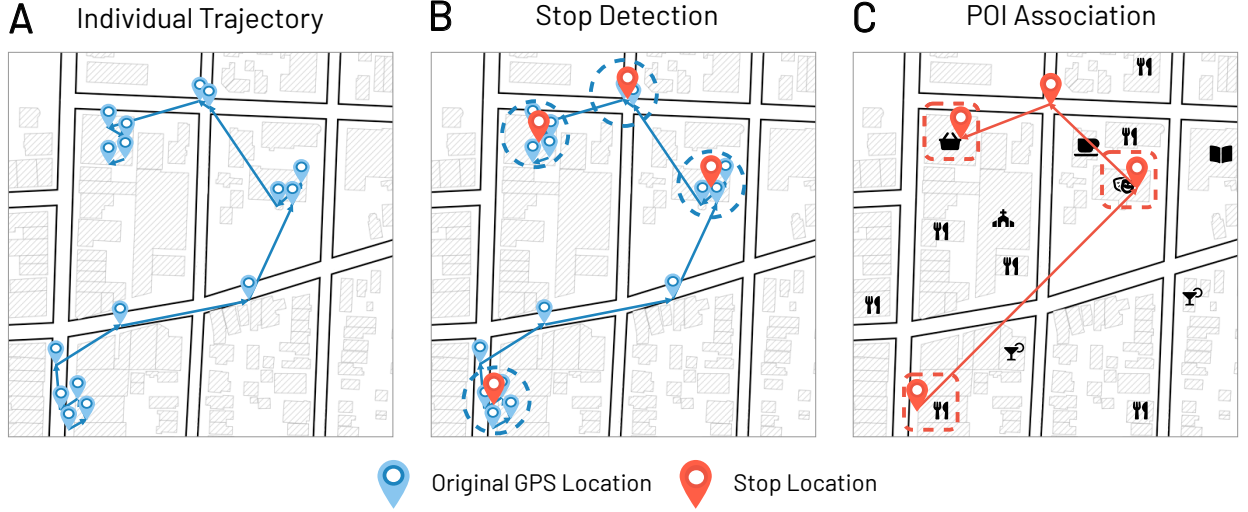 A Individual Trajectory
B Stop Detection
C POI Association
Original GPS Location
Stop Location